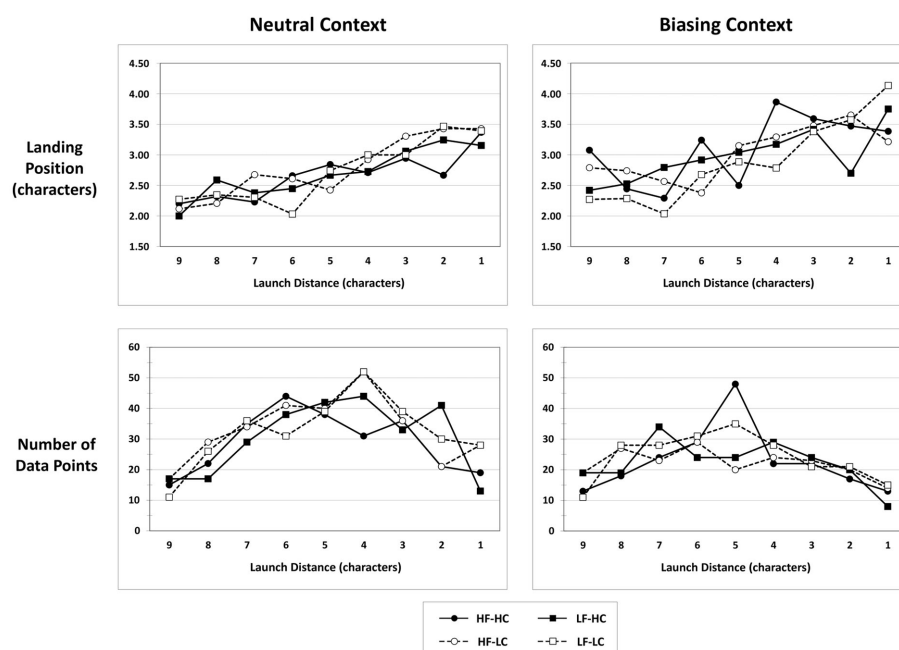 Neutral Context
Biasing Context
Landing
Position
(characters)
4.50
4.00
3.50
3.00
2.50
2.00
1.50
9 8 7 6 5 4 3 2 1
Launch Distance (characters)
4.50
4.00
3.50
3.00
2.50
2.00
1.50
9 8 7 6 5 4 3 2 1
Launch Distance (characters)
Number of
Data Points
60
50
40
30
20
10
0
9 8 7 6 5 4 3 2 1
Launch Distance (characters)
60
50
40
30
20
10
0
9 8 7 6 5 4 3 2 1
Launch Distance (characters)
HF-HC LF-HC
HF-LC LF-LC